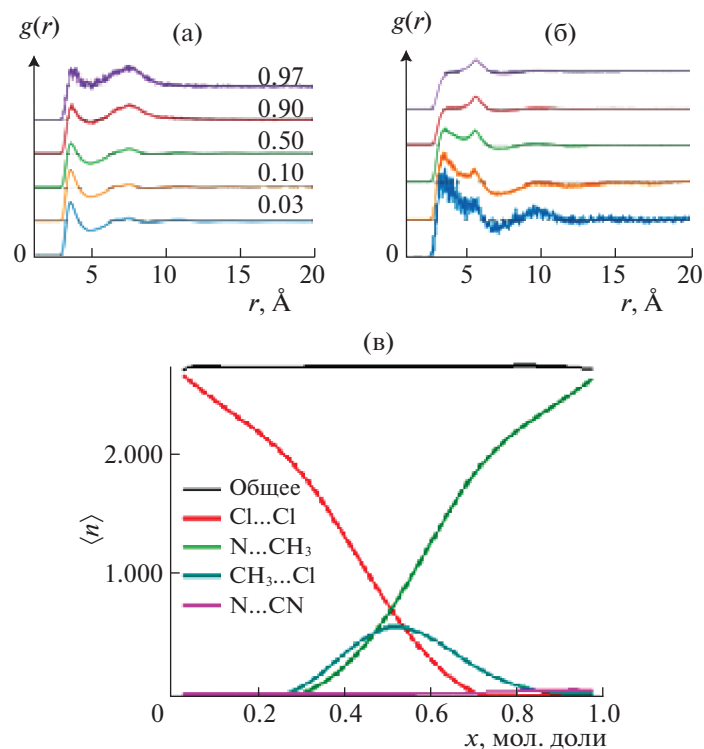 g(r)
(а)
0.97
0.90
0.50
0.10
0.03
0
5
10
15
20
r, Å
g(r)
(б)
0
5
10
15
20
r, Å
(в)
⟨n⟩
2.000
1.000
Общее
Cl...Cl
N...CH₃
CH₃...Cl
N...CN
0
0.2
0.4
0.6
0.8
1.0
x, мол. доли